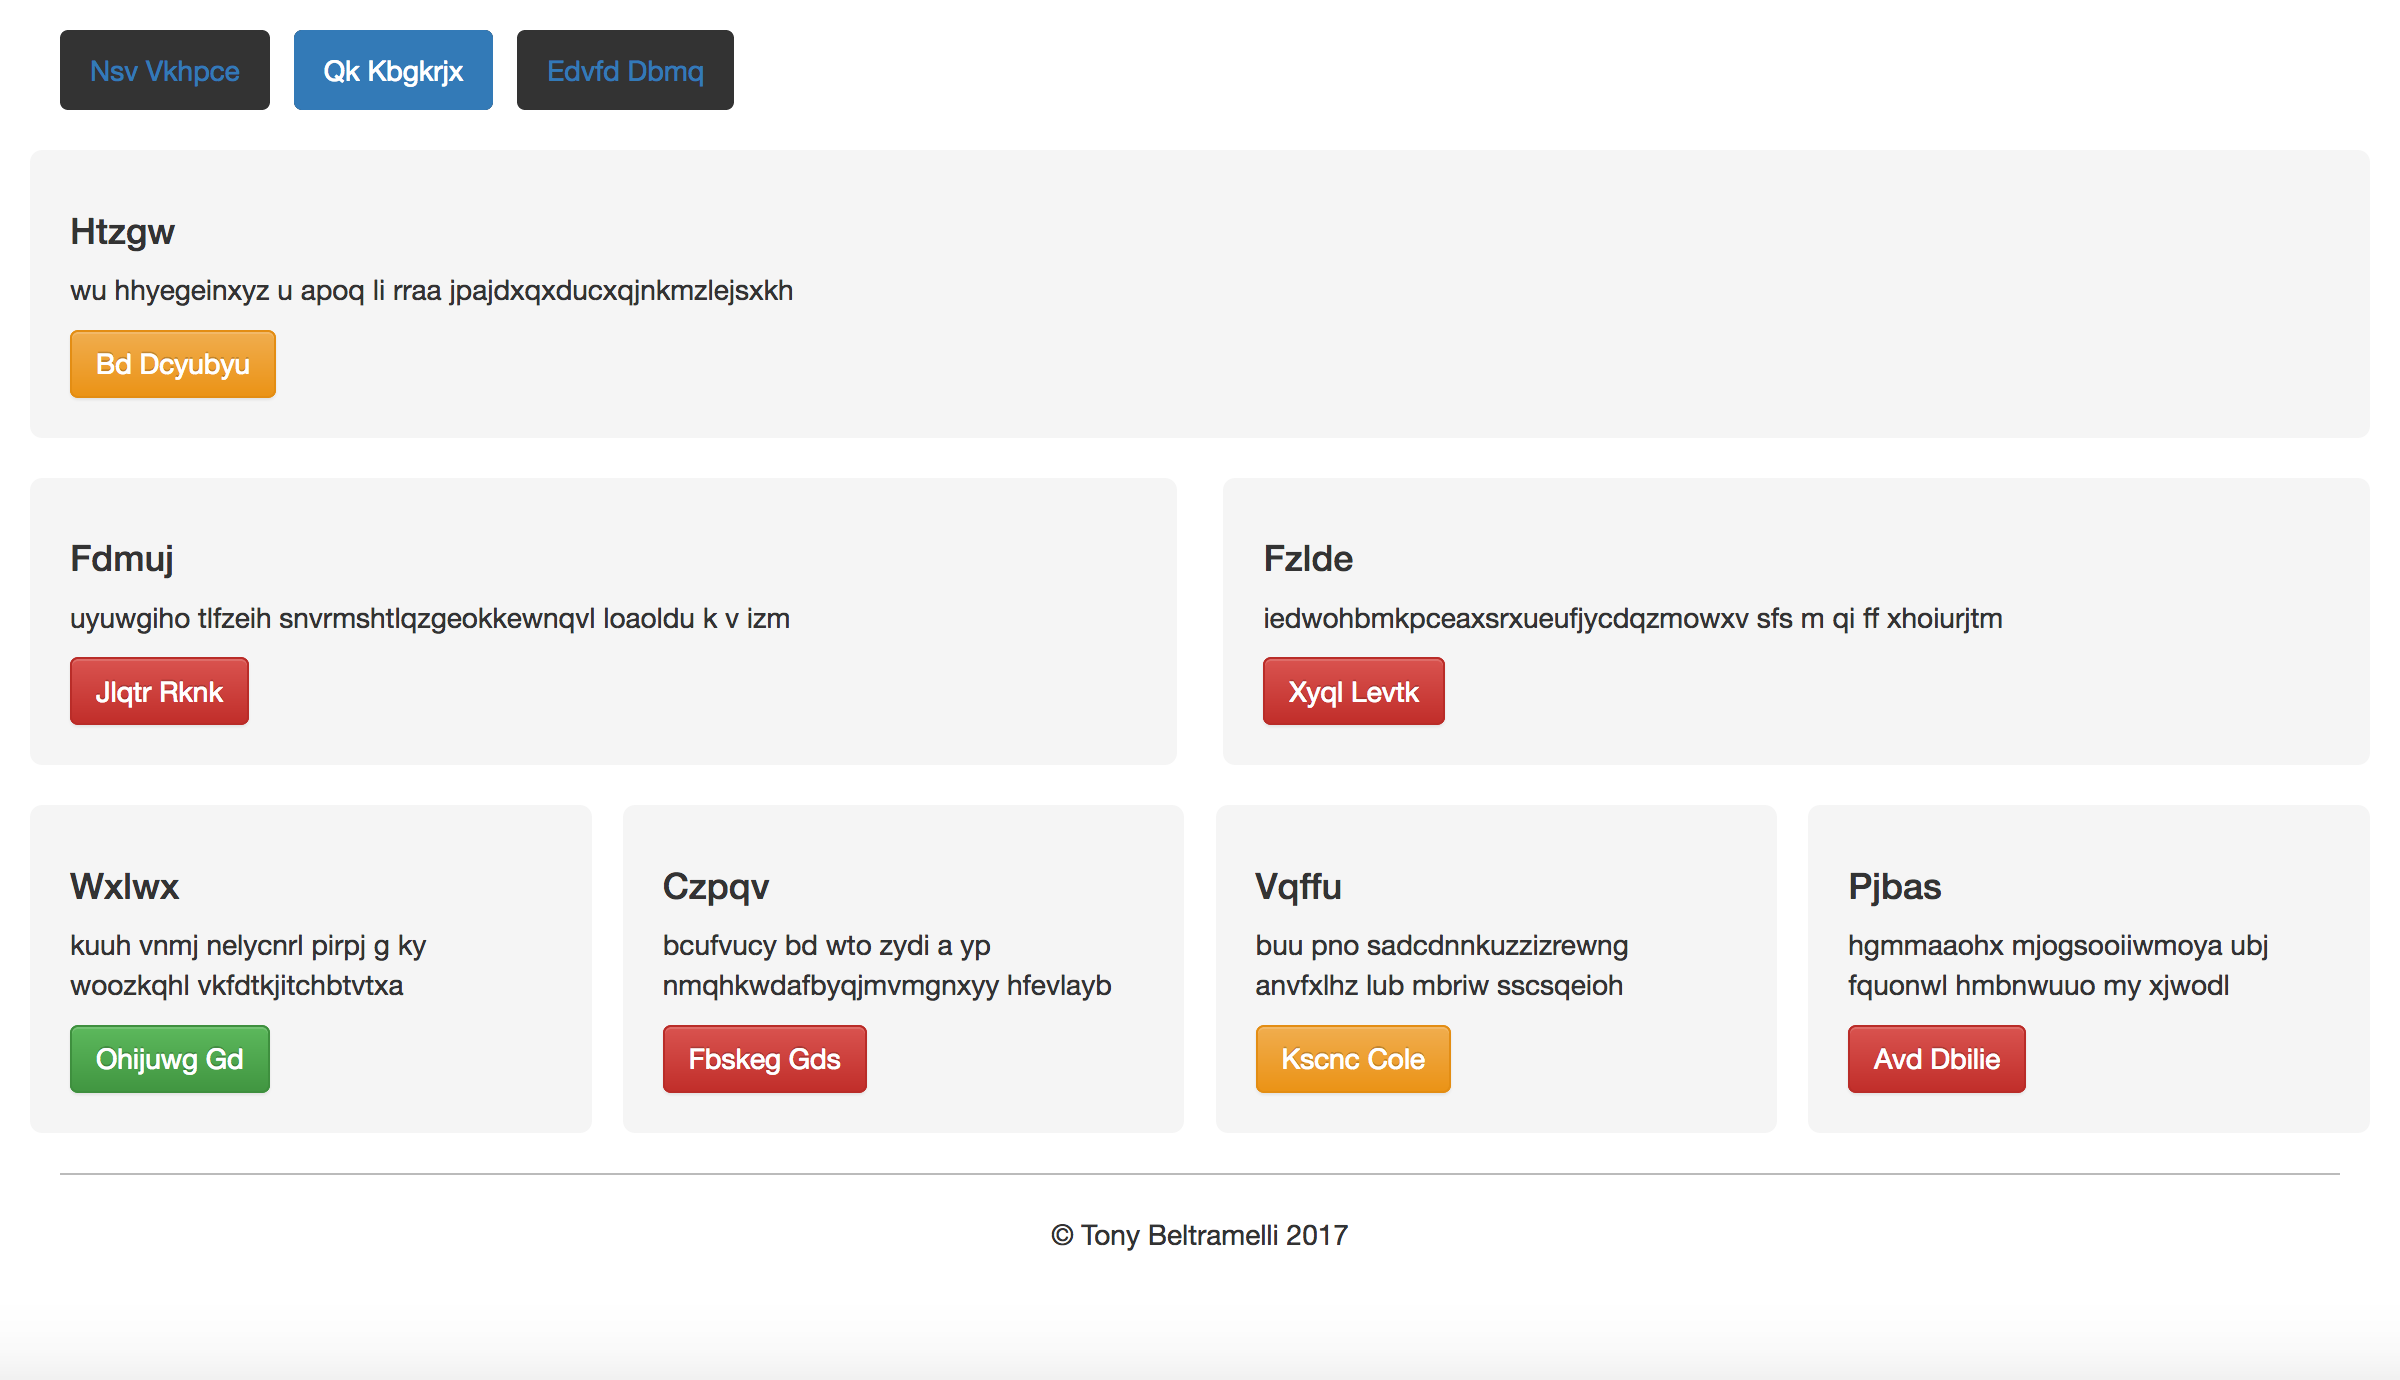 Nsv Vkhpce Qk Kbgkrjx Edvfd Dbmq
Htzgw
wu hhyegeinxyz u apoq li rraa jpajdxqxducxqjnkmzlejsxkh
Bd Dcyubyu
Fdmuj
uyuwgiho tlfzeih snvrmshtlqzgeokkewnqvl loaoldu k v izm
Jlqtr Rknk
Fzlde
iedwohbmkpceaxsrxueufjycdqzmowxv sfs m qi ff xhoiurjtm
Xyql Levtk
Wxlwx
kuuh vnmj nelycnrl pirpj g ky
woozkqhl vkfdtkjitchbtvtxa
Ohijuwg Gd
Czpqv
bcufvucy bd wto zydi a yp
nmqhkwdafbyqjmvmgnxyy hfevlayb
Fbskeg Gds
Vqffu
buu pno sadcdnnkuzzizrewng
anvfxlhz lub mbriw sscsqeioh
Kscnc Cole
Pjbas
hgmmaaohx mjogsooiiwmoya ubj
fquonwl hmbnwuuo my xjwodl
Avd Dbilie
© Tony Beltramelli 2017